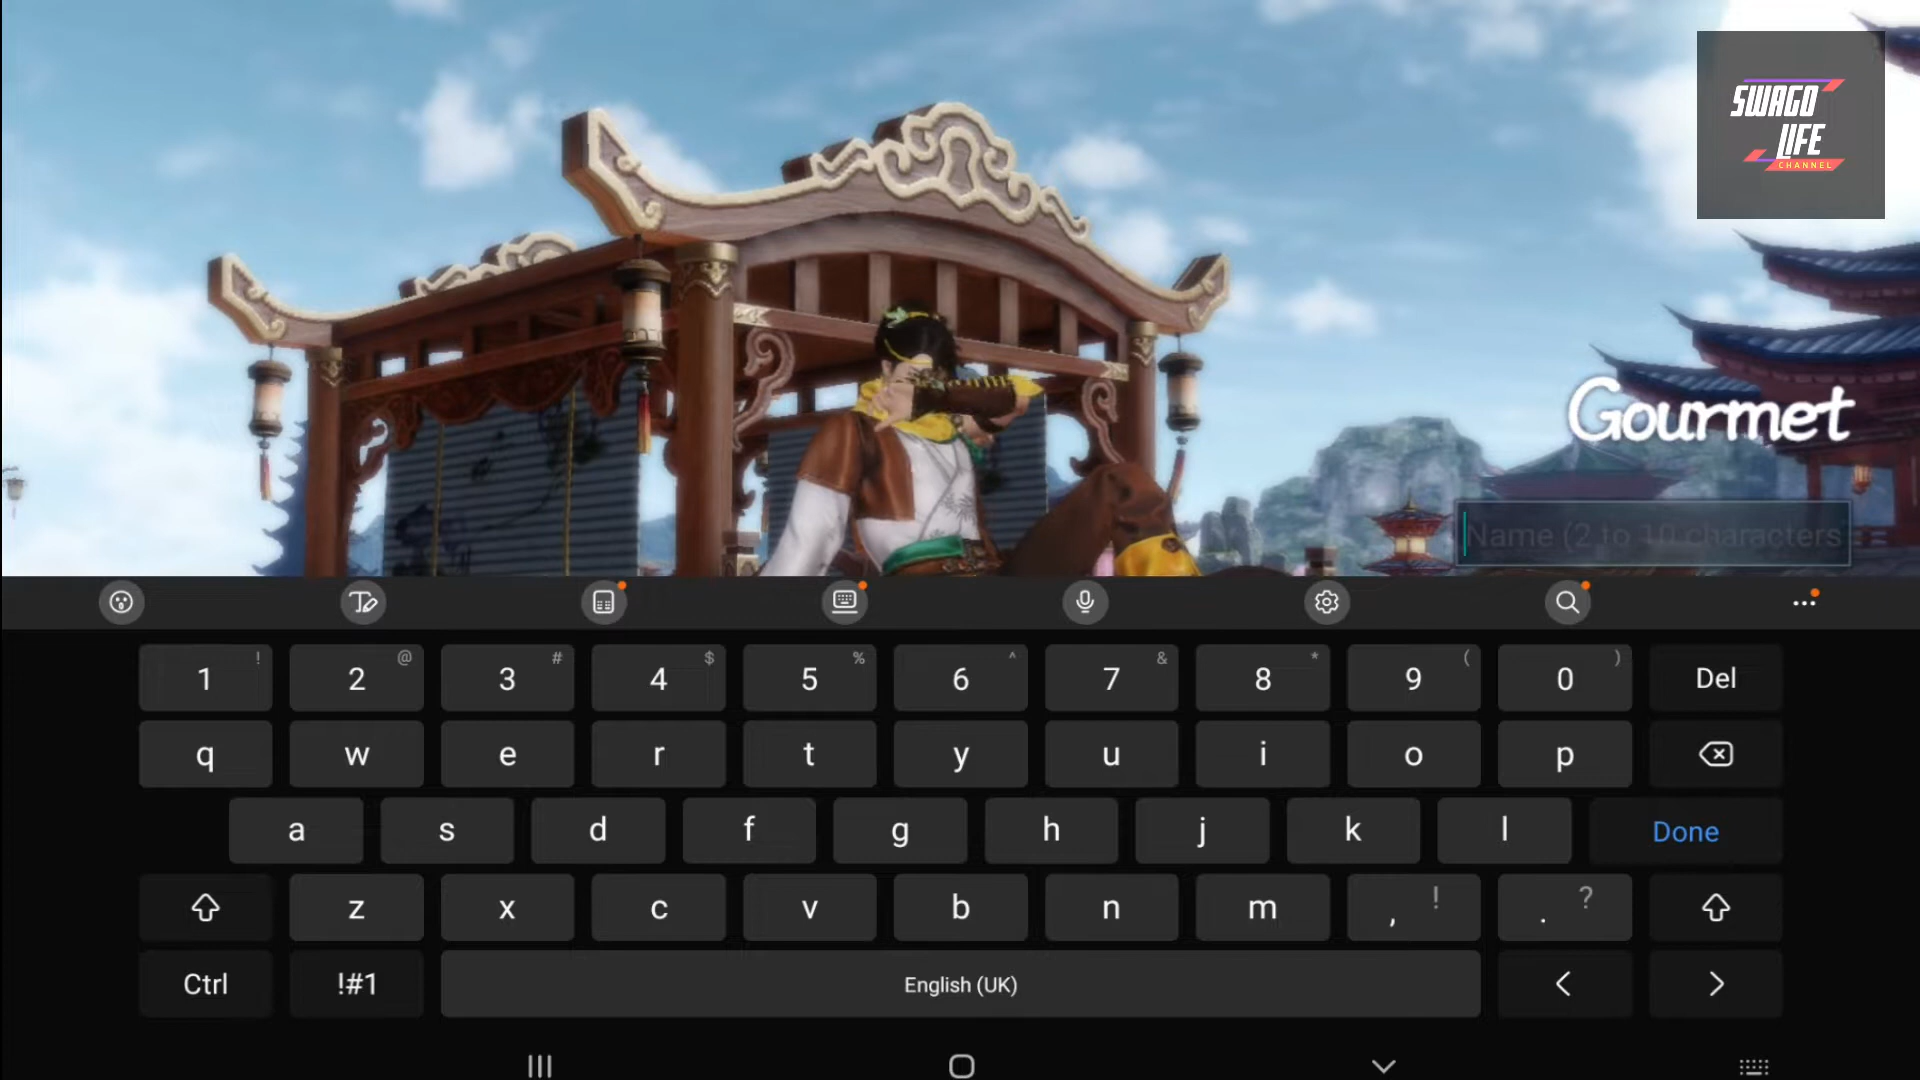 SWAGO
LIFE
CHANNEL
Gourmet
Name (2 to 10 characters
! @ # $ % ^ & * ( )
1 2 3 4 5 6 7 8 9 0 Del
q w e r t y u i o p
a s d f g h j k l Done
z x c v b n m , ! . ?
Ctrl !#1 English (UK) < >